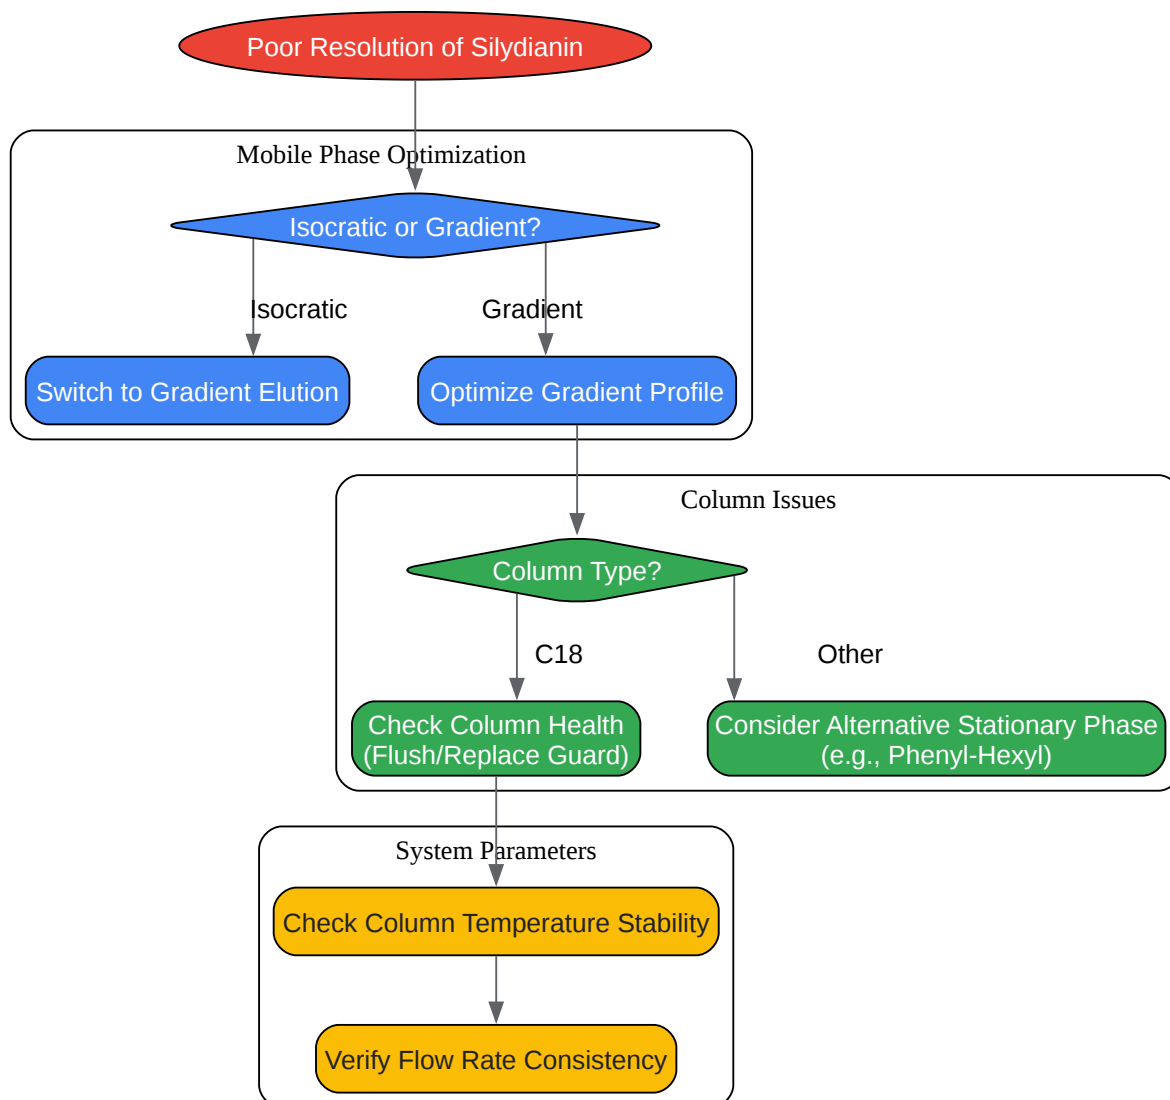 Poor Resolution of Silydianin
Mobile Phase Optimization
Isocratic or Gradient?
Isocratic
Gradient
Switch to Gradient Elution
Optimize Gradient Profile
Column Issues
Column Type?
C18
Other
Check Column Health
(Flush/Replace Guard)
Consider Alternative Stationary Phase
(e.g., Phenyl-Hexyl)
System Parameters
Check Column Temperature Stability
Verify Flow Rate Consistency